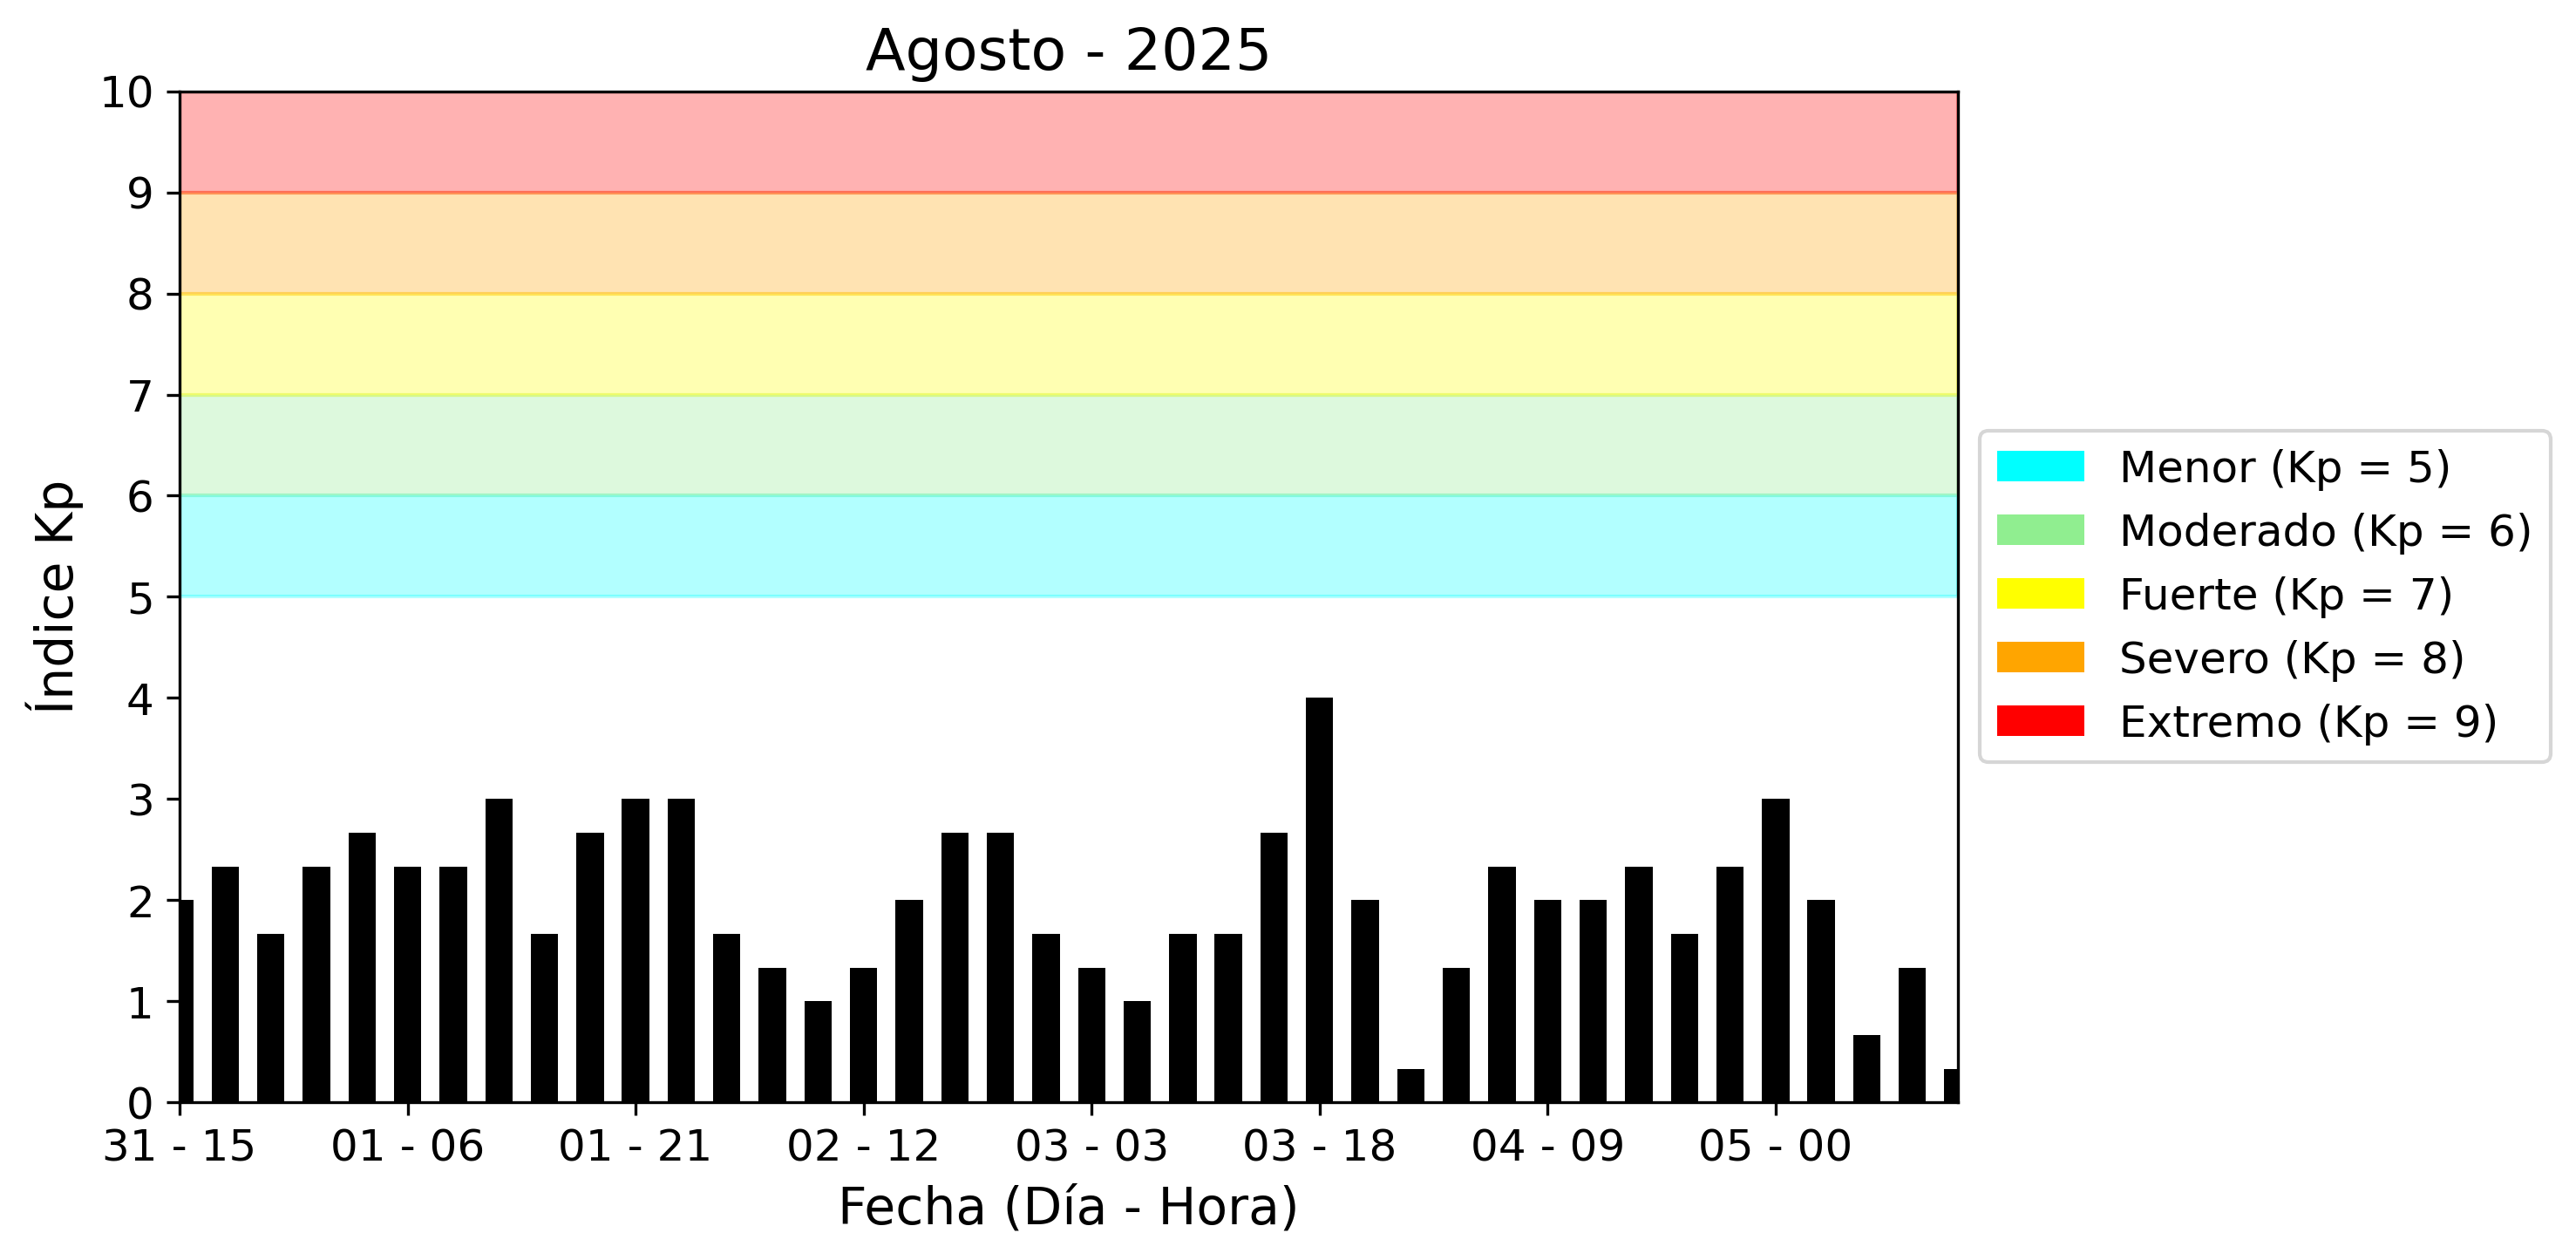 Agosto - 2025
10
9
8
7
6
5
4
3
2
1
0
Índice Kp
31 - 15
01 - 06
01 - 21
02 - 12
03 - 03
03 - 18
04 - 09
05 - 00
Fecha (Día - Hora)
Menor (Kp = 5)
Moderado (Kp = 6)
Fuerte (Kp = 7)
Severo (Kp = 8)
Extremo (Kp = 9)